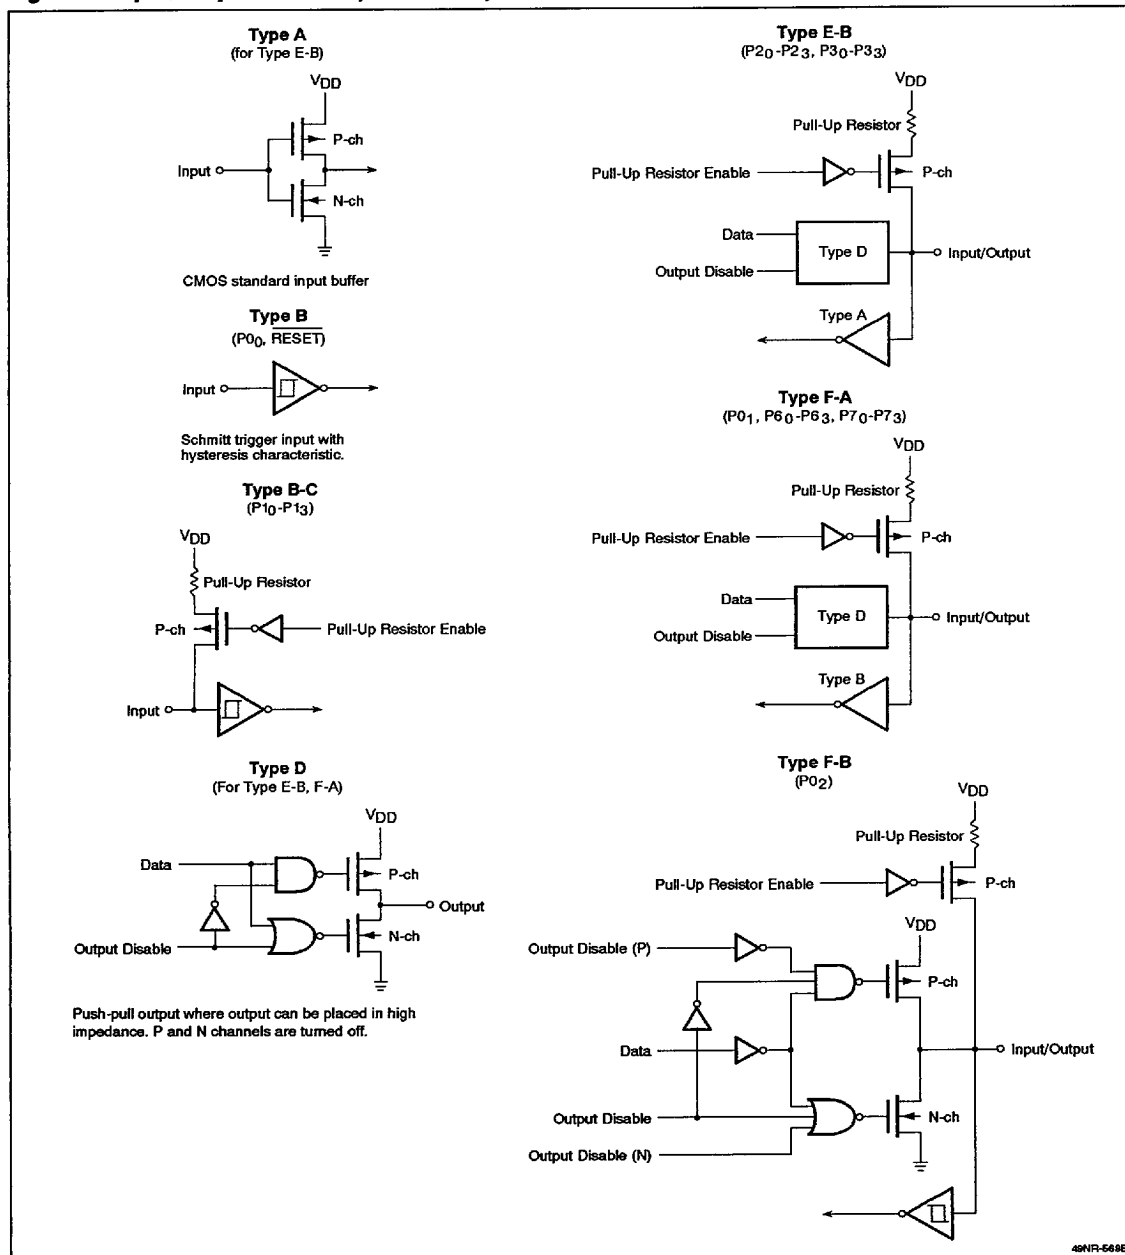 Type A
(for Type E-B)
VDD
P-ch
Input
N-ch
CMOS standard input buffer
Type B
(P00, RESET)
Input
Schmitt trigger input with
hysteresis characteristic.
Type B-C
(P10-P13)
VDD
Pull-Up Resistor
P-ch
Pull-Up Resistor Enable
Input
Type D
(For Type E-B, F-A)
VDD
Data
P-ch
Output
N-ch
Output Disable
Push-pull output where output can be placed in high
impedance. P and N channels are turned off.
Type E-B
(P20-P23, P30-P33)
VDD
Pull-Up Resistor
Pull-Up Resistor Enable
P-ch
Data
Type D
Input/Output
Output Disable
Type A
Type F-A
(P01, P60-P63, P70-P73)
VDD
Pull-Up Resistor
Pull-Up Resistor Enable
P-ch
Data
Type D
Input/Output
Output Disable
Type B
Type F-B
(P02)
VDD
Pull-Up Resistor
Pull-Up Resistor Enable
P-ch
VDD
Output Disable (P)
P-ch
Data
Input/Output
Output Disable
N-ch
Output Disable (N)
49NR-568B